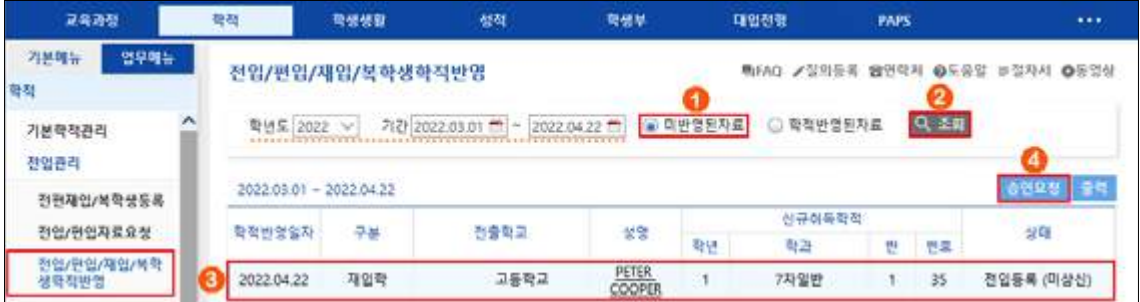 교육과정 학적 학생생활 성적 학생부 대입전형 PAPS ...
기본메뉴 업무메뉴
학적
기본학적관리
전입관리
전편재입/복학생등록
전입/편입자료요청
전입/편입/재입/복학
생학적반영
전입/편입/재입/복학생학적반영
FAQ 질의등록 연락처 도움말 절차서 동영상
1 2
학년도 2022 기간 2022.03.01 ~ 2022.04.22 미반영된자료 학적반영된자료 조회
4
2022.03.01 ~ 2022.04.22 승인요청 출력
학적반영일자 구분 전출학교 성명 신규취득학적 상태
학년 학과 반 번호
3 2022.04.22 재입학 고등학교 PETER 1 7차일반 1 35 전입등록 (미상신)
COOPER